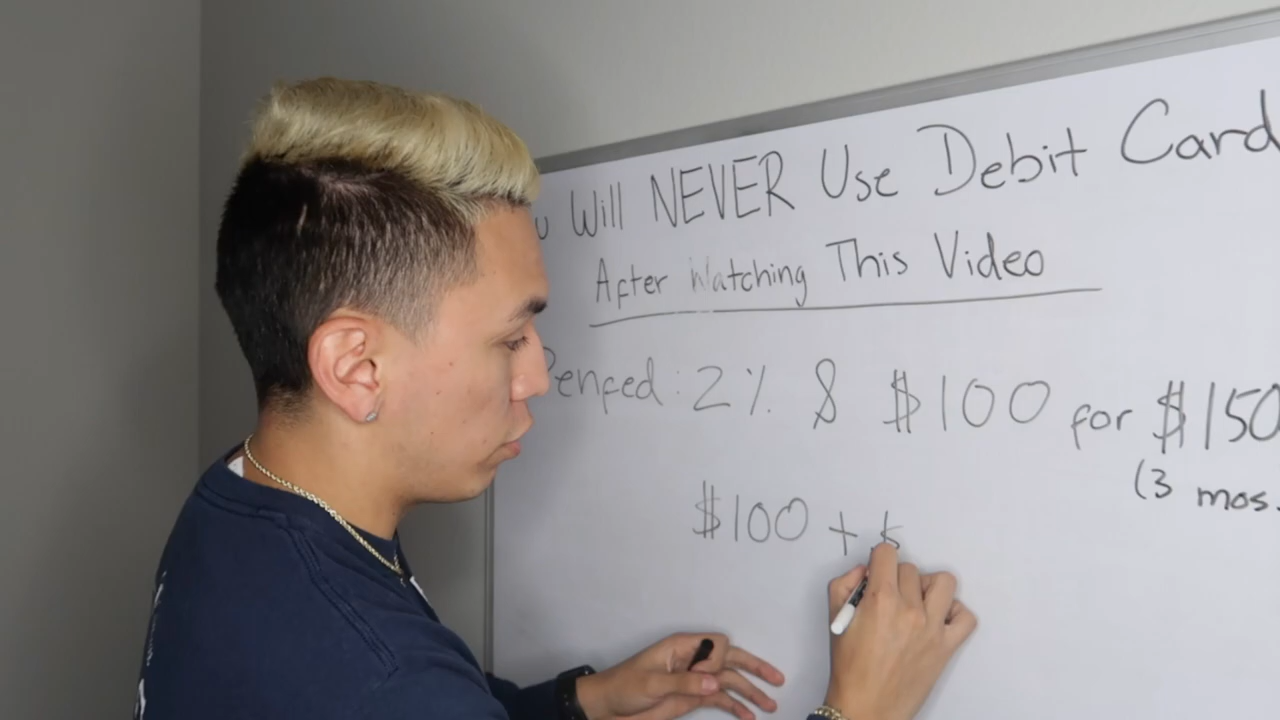 u Will NEVER Use Debit Card
After Watching This Video
Penfed: 2% & $100 for $150
$100 + $
(3 mos.